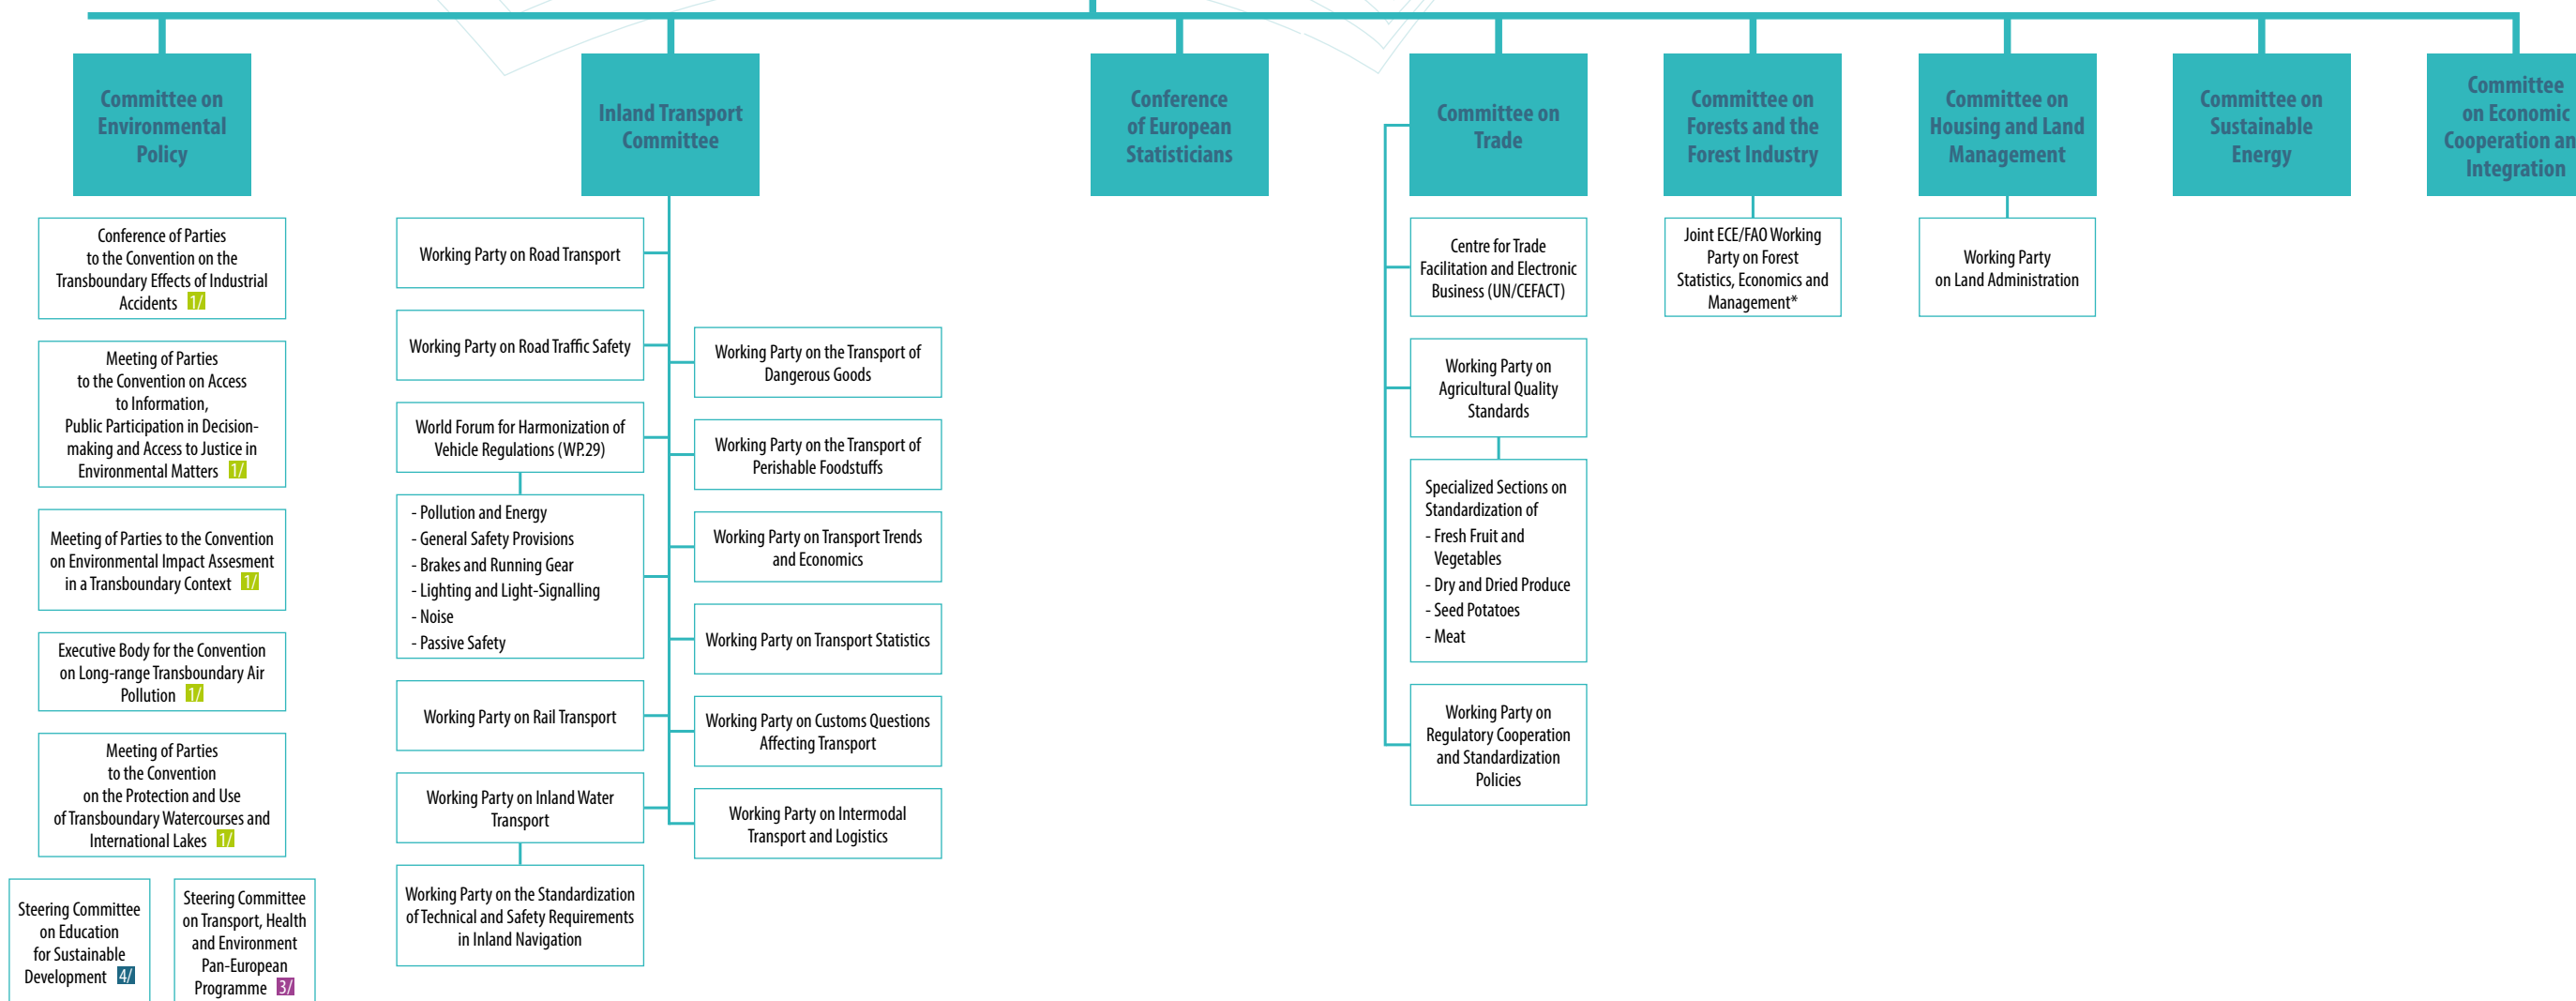 Committee on
Environmental
Policy
Inland Transport
Committee
Conference
of European
Statisticians
Committee on
Trade
Committee on
Forests and the
Forest Industry
Committee on
Housing and Land
Management
Committee on
Sustainable
Energy
Committee
on Economic
Cooperation an
Integration
Conference of Parties
to the Convention on the
Transboundary Effects of Industrial
Accidents 1/
Meeting of Parties
to the Convention on Access
to Information,
Public Participation in Decision-
making and Access to Justice in
Environmental Matters 1/
Meeting of Parties to the Convention
on Environmental Impact Assesment
in a Transboundary Context 1/
Executive Body for the Convention
on Long-range Transboundary Air
Pollution 1/
Meeting of Parties
to the Convention
on the Protection and Use
of Transboundary Watercourses and
International Lakes 1/
Steering Committee
on Education
for Sustainable
Development 4/
Steering Committee
on Transport, Health
and Environment
Pan-European
Programme 3/
Working Party on Road Transport
Working Party on Road Traffic Safety
World Forum for Harmonization of
Vehicle Regulations (WP.29)
- Pollution and Energy
- General Safety Provisions
- Brakes and Running Gear
- Lighting and Light-Signalling
- Noise
- Passive Safety
Working Party on Rail Transport
Working Party on Inland Water
Transport
Working Party on the Standardization
of Technical and Safety Requirements
in Inland Navigation
Working Party on the Transport of
Dangerous Goods
Working Party on the Transport of
Perishable Foodstuffs
Working Party on Transport Trends
and Economics
Working Party on Transport Statistics
Working Party on Customs Questions
Affecting Transport
Working Party on Intermodal
Transport and Logistics
Centre for Trade
Facilitation and Electronic
Business (UN/CEFACT)
Working Party on
Agricultural Quality
Standards
Specialized Sections on
Standardization of
- Fresh Fruit and
Vegetables
- Dry and Dried Produce
- Seed Potatoes
- Meat
Working Party on
Regulatory Cooperation
and Standardization
Policies
Joint ECE/FAO Working
Party on Forest
Statistics, Economics and
Management*
Working Party
on Land Administration